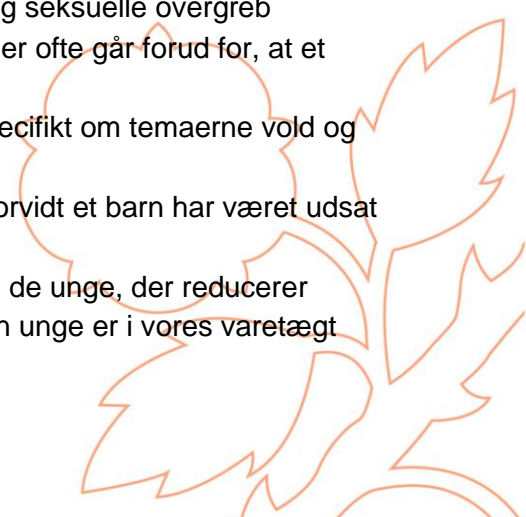 g seksuelle overgreb
er ofte går forud for, at et
ecifikt om temaerne vold og
orvidt et barn har været udsat
de unge, der reducerer
n unge er i vores varetægt